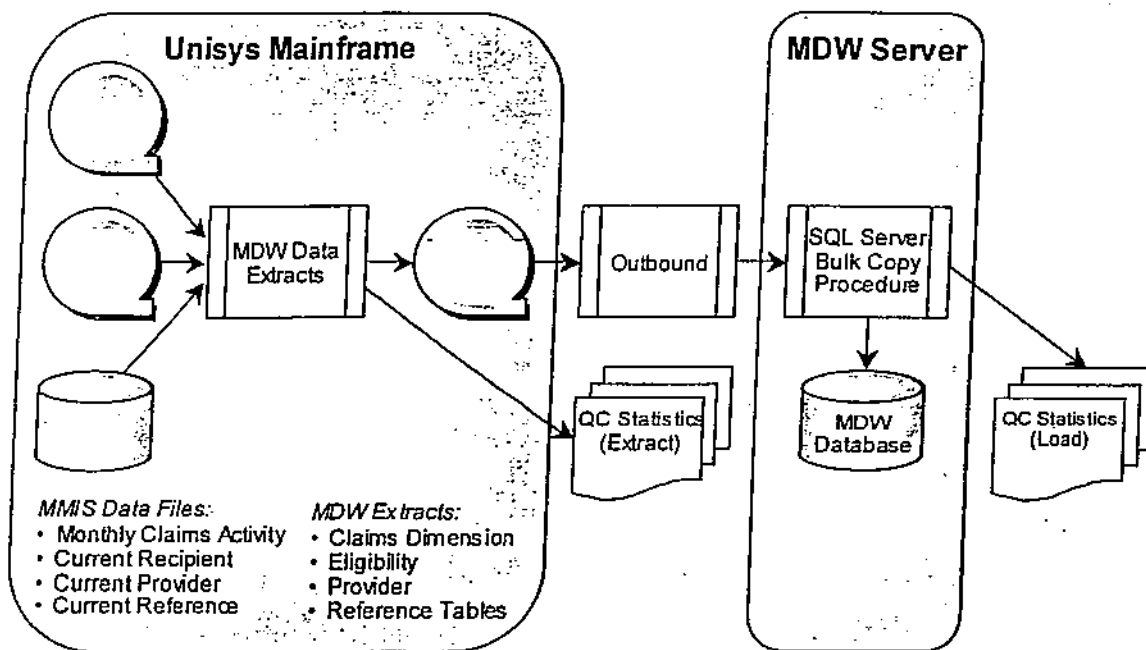 Unisys Mainframe
MDW Server
MDW Data
Extracts
Outbound
SQL Server
Bulk Copy
Procedure
QC Statistics
(Extract)
MDW
Database
QC Statistics
(Load)
MMIS Data Files:
• Monthly Claims Activity
• Current Recipient
• Current Provider
• Current Reference
MDW Extracts:
• Claims Dimension
• Eligibility
• Provider
• Reference Tables